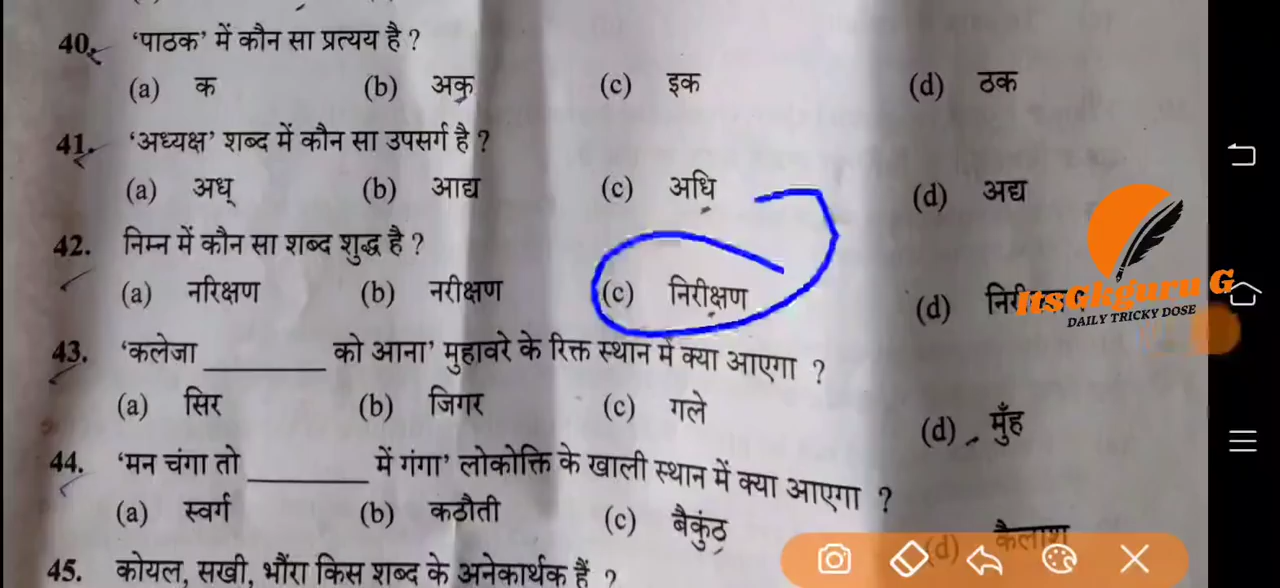 40. ‘पाठक’ में कौन सा प्रत्यय है ?
(a) क (b) अक (c) इक (d) ठक
41. ‘अध्यक्ष’ शब्द में कौन सा उपसर्ग है ?
(a) अध् (b) आद्य (c) अधि (d) अद्य
42. निम्न में कौन सा शब्द शुद्ध है ?
(a) नरिक्षण (b) नरीक्षण (c) निरीक्षण (d)
ItsGkguru G
DAILY TRICKY DOSE
43. ‘कलेजा ________ को आना’ मुहावरे के रिक्त स्थान में क्या आएगा ?
(a) सिर (b) जिगर (c) गले (d) मुँह
44. ‘मन चंगा तो ________ में गंगा’ लोकोक्ति के खाली स्थान में क्या आएगा ?
(a) स्वर्ग (b) कठौती (c) बैकुंठ (d) कैलाश
45. कोयल, सखी, भौंरा किस शब्द के अनेकार्थक हैं ?